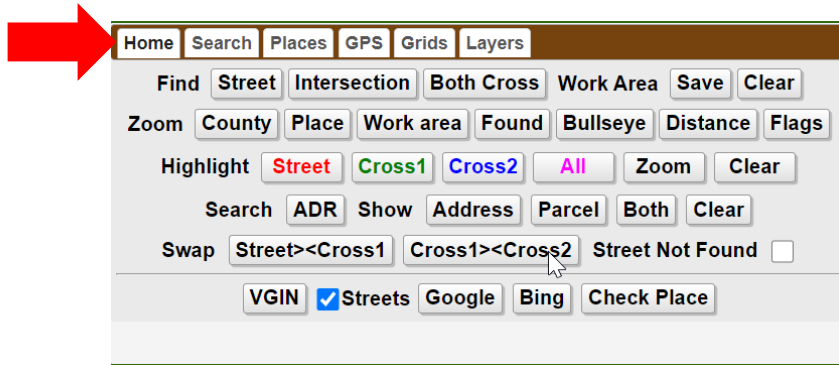 Home Search Places GPS Grids Layers
Find Street Intersection Both Cross Work Area Save Clear
Zoom County Place Work area Found Bullseye Distance Flags
Highlight Street Cross1 Cross2 All Zoom Clear
Search ADR Show Address Parcel Both Clear
Swap Street><Cross1 Cross1><Cross2 Street Not Found
VGIN Streets Google Bing Check Place